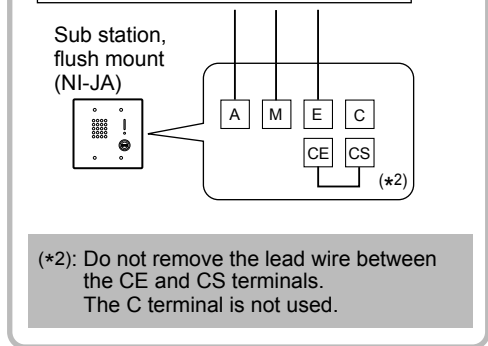 Sub station,
flush mount
(NI-JA)
A M E C
CE CS
(*2)
(*2): Do not remove the lead wire between
the CE and CS terminals.
The C terminal is not used.